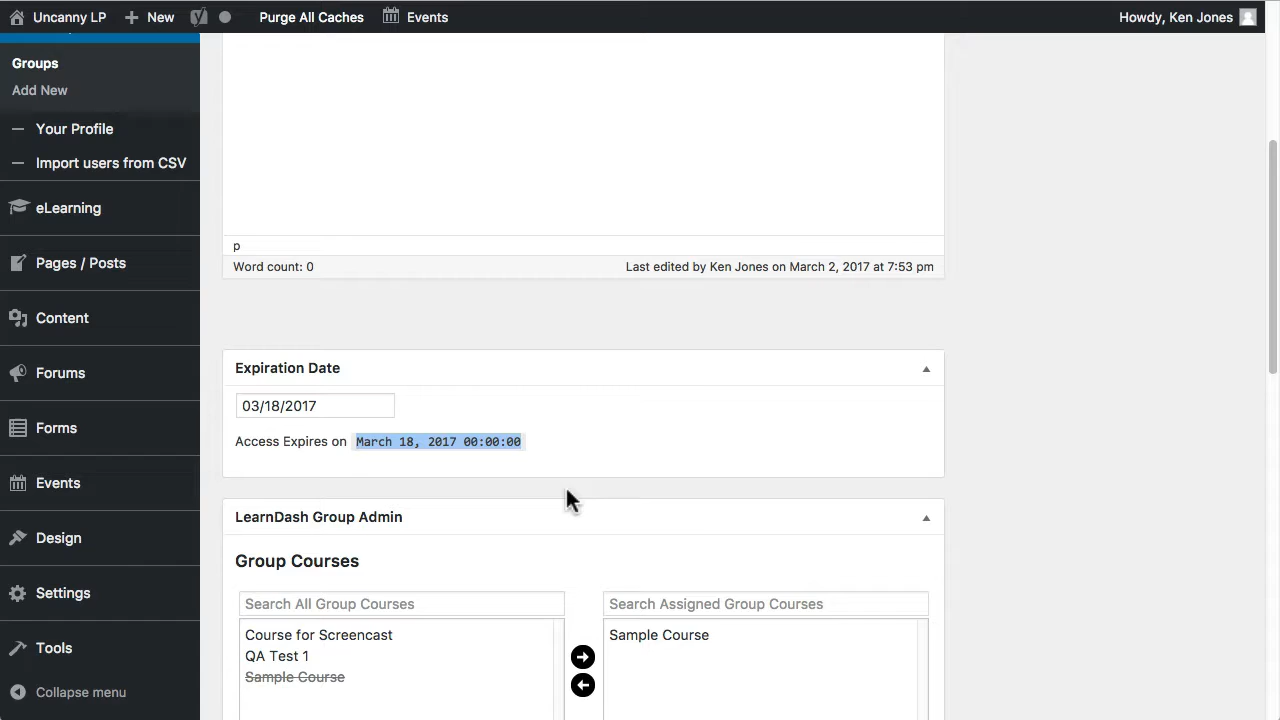 Uncanny LP New Purge All Caches Events Howdy, Ken Jones
Groups
Add New
Your Profile
Import users from CSV
eLearning
Pages / Posts
Content
Forums
Forms
Events
Design
Settings
Tools
Collapse menu
p
Word count: 0 Last edited by Ken Jones on March 2, 2017 at 7:53 pm
Expiration Date
03/18/2017
Access Expires on March 18, 2017 00:00:00
LearnDash Group Admin
Group Courses
Search All Group Courses
Course for Screencast
QA Test 1
Sample Course
Search Assigned Group Courses
Sample Course